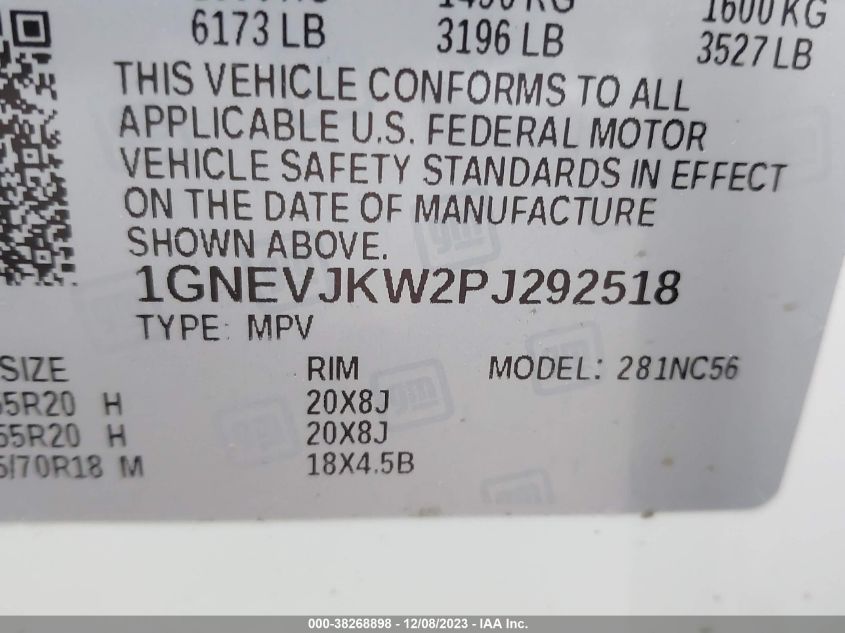 6173 LB 3196 LB 1600 KG
3527 LB
THIS VEHICLE CONFORMS TO ALL
APPLICABLE U.S. FEDERAL MOTOR
VEHICLE SAFETY STANDARDS IN EFFECT
ON THE DATE OF MANUFACTURE
SHOWN ABOVE.
1GNEVJKW2PJ292518
TYPE: MPV
SIZE RIM MODEL: 281NC56
55R20 H 20X8J
55R20 H 20X8J
/70R18 M 18X4.5B
gm
000-38268898 - 12/08/2023 - IAA Inc.